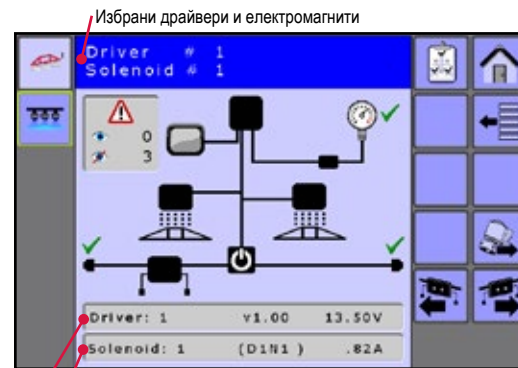 Избрани драйвери и електромагнити
Driver # 1
Solenoid # 1
0
3
Driver: 1 v1.00 13.50V
Solenoid: 1 (D1N1 ) .82A